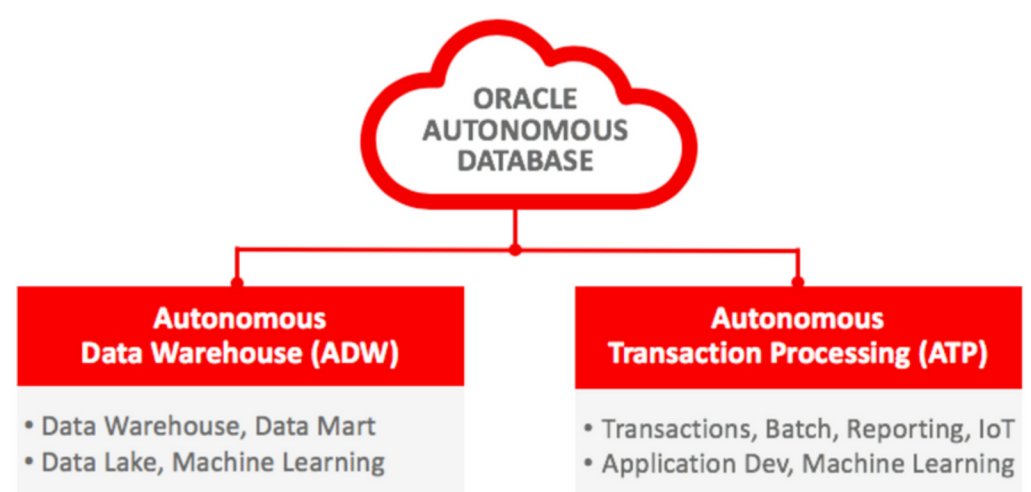 ORACLE
AUTONOMOUS
DATABASE
Autonomous
Data Warehouse (ADW)
• Data Warehouse, Data Mart
• Data Lake, Machine Learning
Autonomous
Transaction Processing (ATP)
• Transactions, Batch, Reporting, IoT
• Application Dev, Machine Learning